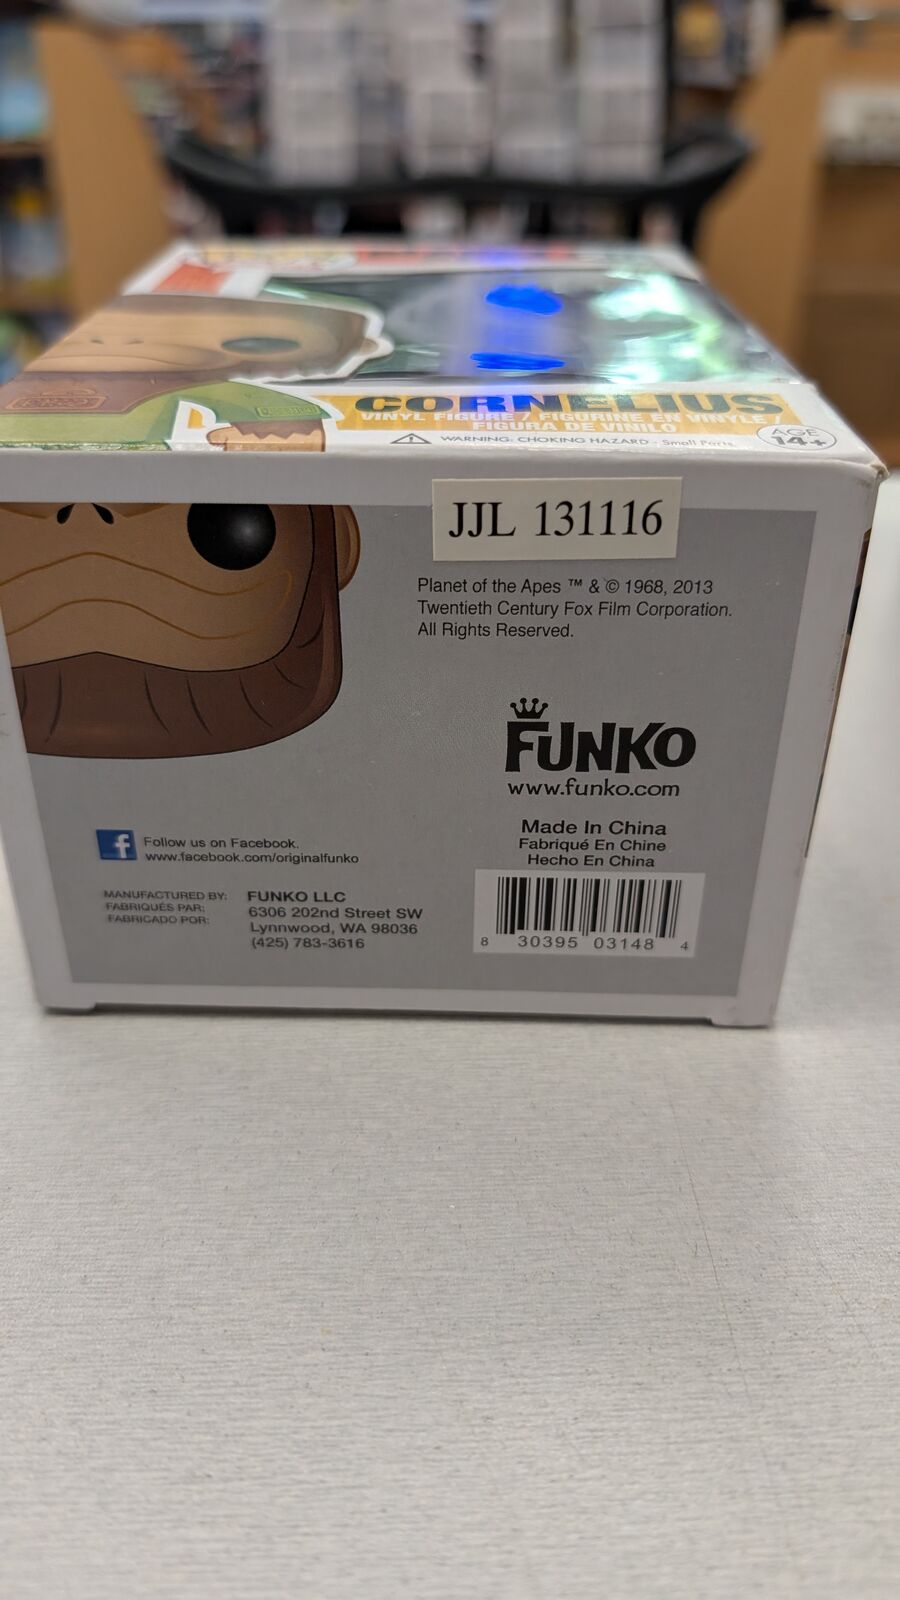 CORNELIUS
VINYL FIGURE / FIGURINE EN VINYLE
FIGURA DE VINILO
WARNING: CHOKING HAZARD - Small Parts.
AGE
14+
JJL 131116
Planet of the Apes ™ & © 1968, 2013
Twentieth Century Fox Film Corporation.
All Rights Reserved.
FUNKO
www.funko.com
Made In China
Fabriqué En Chine
Hecho En China
f Follow us on Facebook.
www.facebook.com/originalfunko
MANUFACTURED BY:
FABRIQUÉS PAR:
FABRICADO POR:
FUNKO LLC
6306 202nd Street SW
Lynnwood, WA 98036
(425) 783-3616
8 30395 03148 4